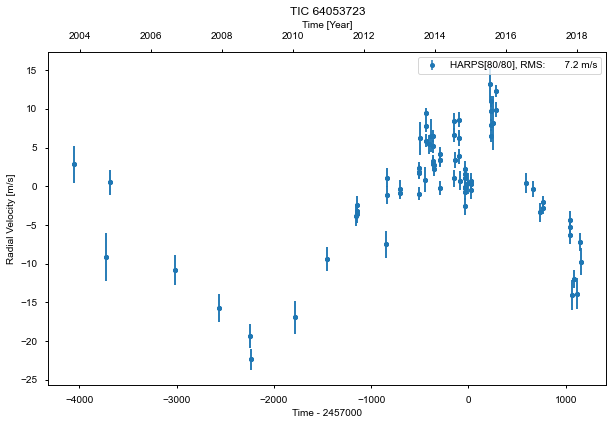 TIC 64053723
Time [Year]
2004 2006 2008 2010 2012 2014 2016 2018
HARPS[80/80], RMS: 7.2 m/s
Radial Velocity [m/s]
15
10
5
0
−5
−10
−15
−20
−25
−4000 −3000 −2000 −1000 0 1000
Time - 2457000